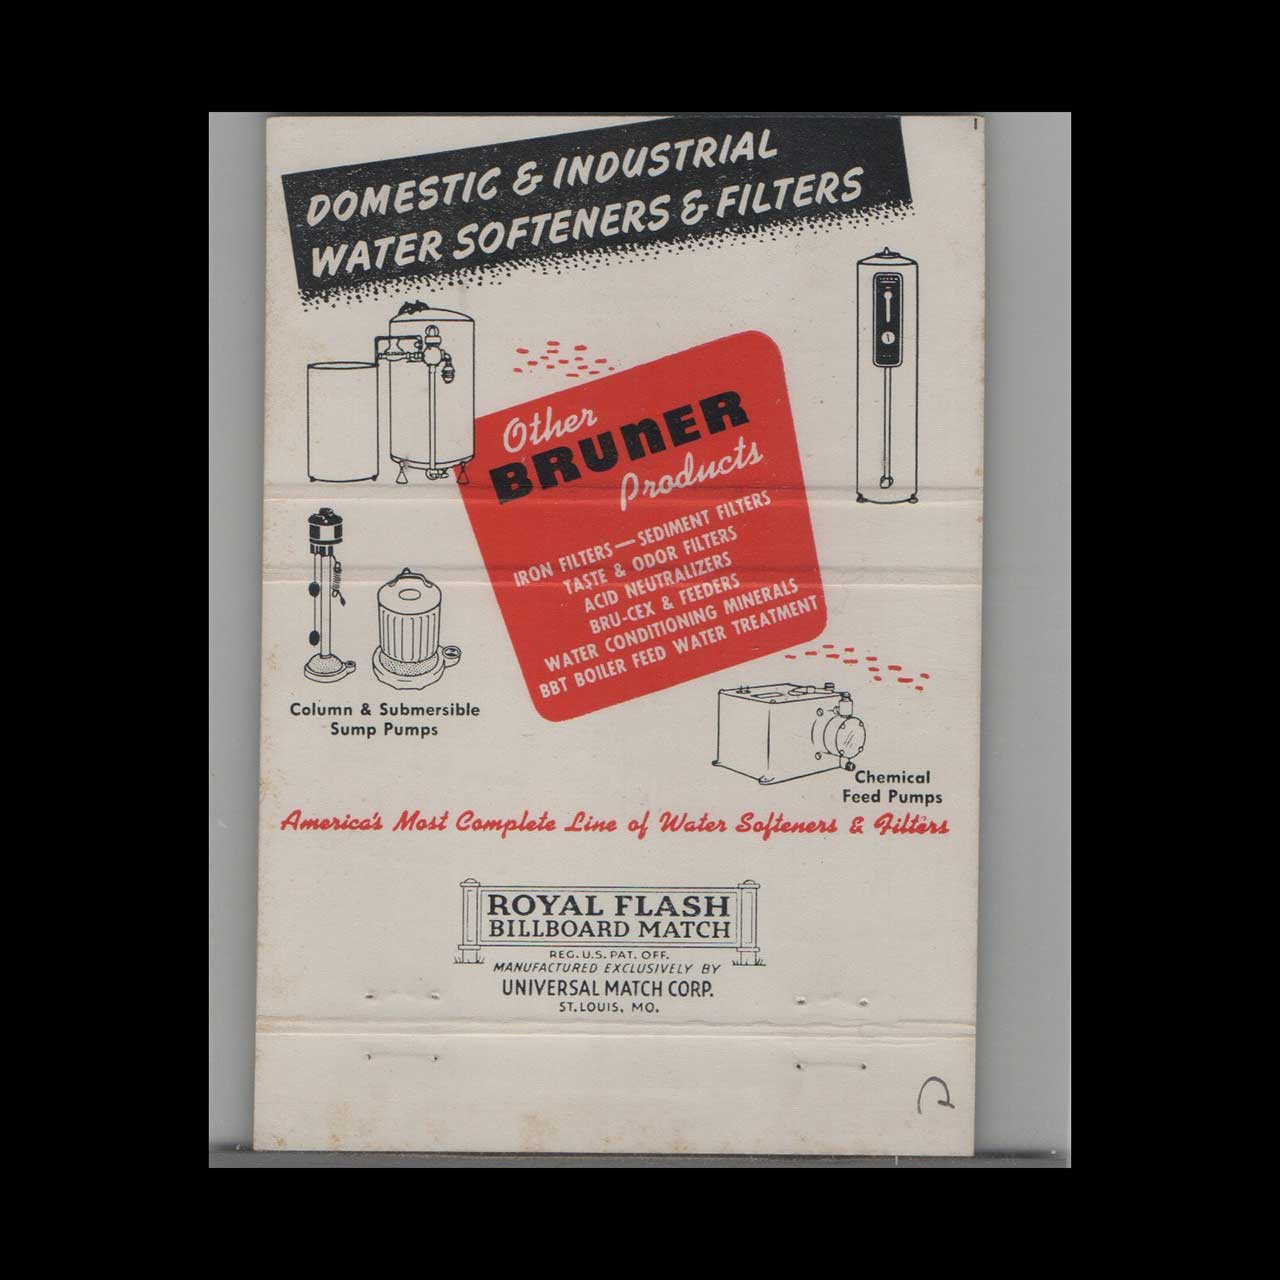 DOMESTIC & INDUSTRIAL
WATER SOFTENERS & FILTERS
Other
BRUNER
Products
IRON FILTERS—SEDIMENT FILTERS
TASTE & ODOR FILTERS
ACID NEUTRALIZERS
BRU-CEX & FEEDERS
WATER CONDITIONING MINERALS
BBT BOILER FEED WATER TREATMENT
Column & Submersible
Sump Pumps
Chemical
Feed Pumps
America's Most Complete Line of Water Softeners & Filters
ROYAL FLASH
BILLBOARD MATCH
REG. U.S. PAT. OFF.
MANUFACTURED EXCLUSIVELY BY
UNIVERSAL MATCH CORP.
ST. LOUIS, MO.